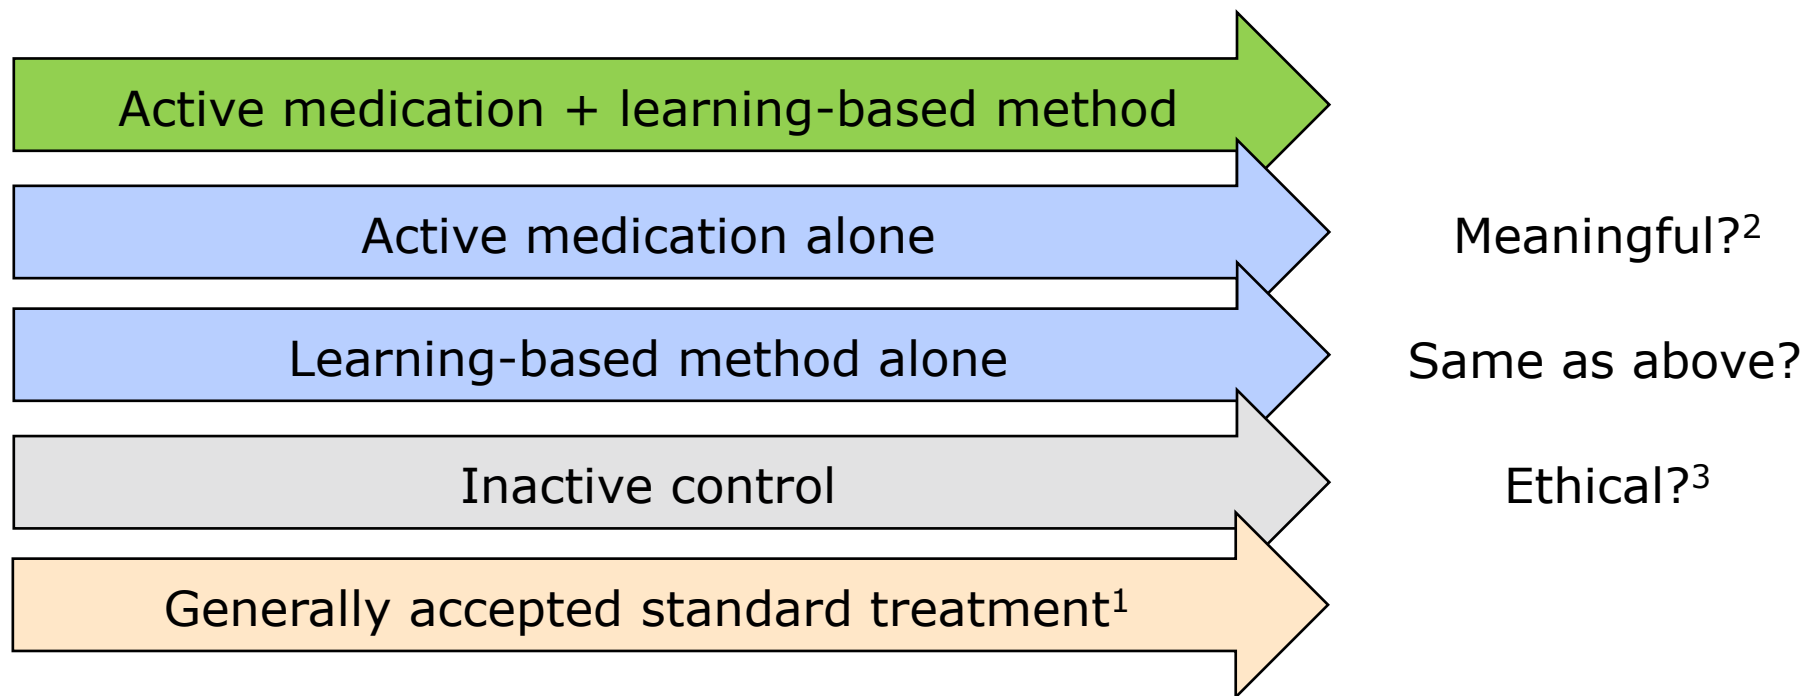 Active medication + learning-based method
Active medication alone
Meaningful?²
Learning-based method alone
Same as above?
Inactive control
Ethical?³
Generally accepted standard treatment¹